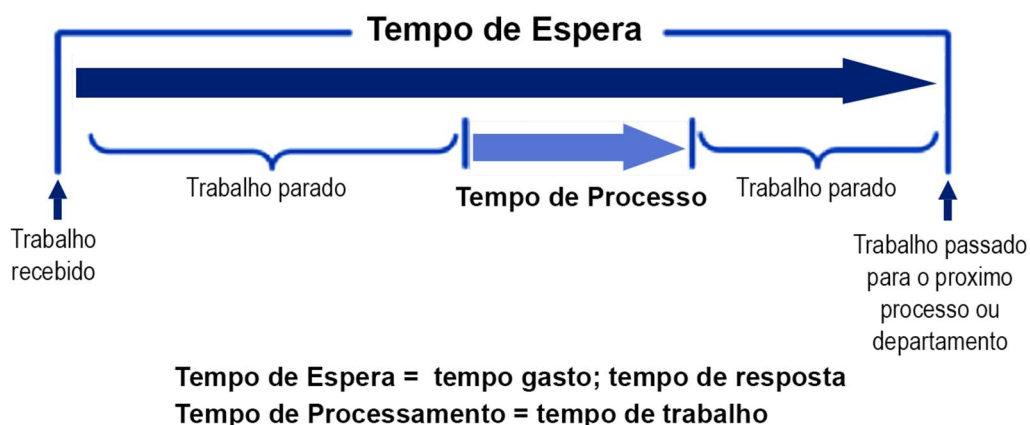 Tempo de Espera
Trabalho parado
Tempo de Processo
Trabalho parado
Trabalho
recebido
Trabalho passado
para o proximo
processo ou
departamento
Tempo de Espera = tempo gasto; tempo de resposta
Tempo de Processamento = tempo de trabalho